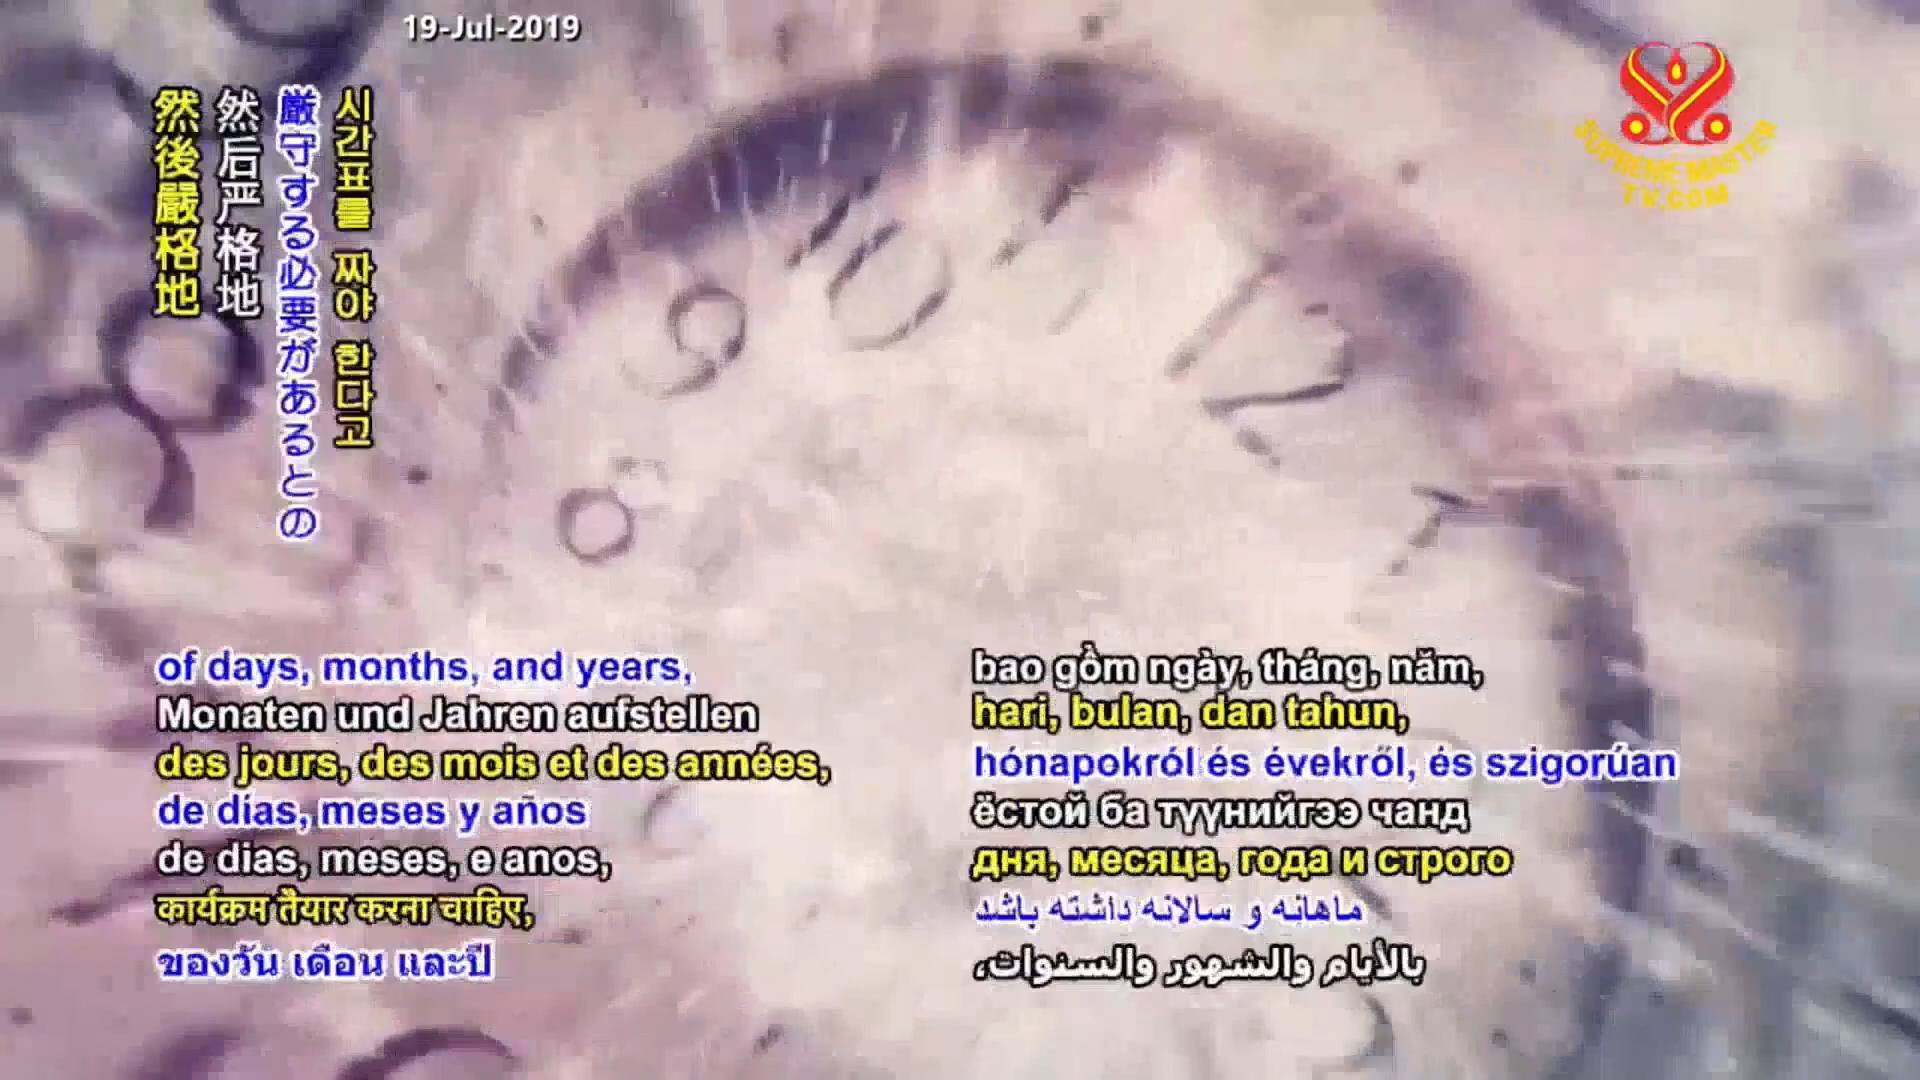 19-Jul-2019
시간표를 짜야 한다고
厳守する必要があるとの
然后严格地
然後嚴格地
SUPREME MASTER
TV.COM
of days, months, and years,
Monaten und Jahren aufstellen
des jours, des mois et des années,
de días, meses y años
de dias, meses, e anos,
कार्यक्रम तैयार करना चाहिए,
ของวัน เดือน และปี
bao gồm ngày, tháng, năm,
hari, bulan, dan tahun,
hónapokról és évekről, és szigorúan
ёстой ба түүнийгээ чанд
дня, месяца, года и строго
ماهانه و سالانه داشته باشد
بالأيام والشهور والسنوات،